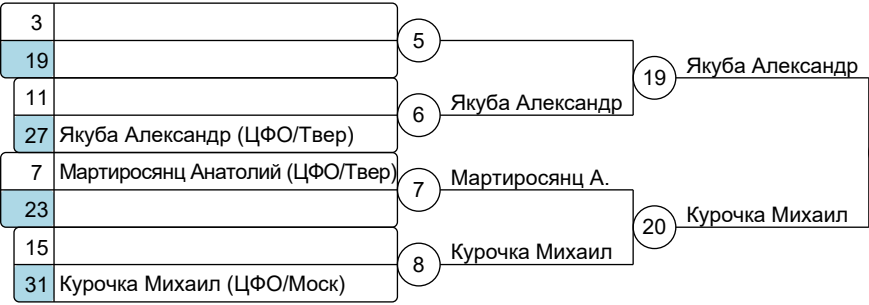 3
19
5
11
27 Якуба Александр (ЦФО/Твер)
6 Якуба Александр
19 Якуба Александр
7 Мартиросянц Анатолий (ЦФО/Твер)
23
7 Мартиросянц А.
15
31 Курочка Михаил (ЦФО/Моск)
8 Курочка Михаил
20 Курочка Михаил